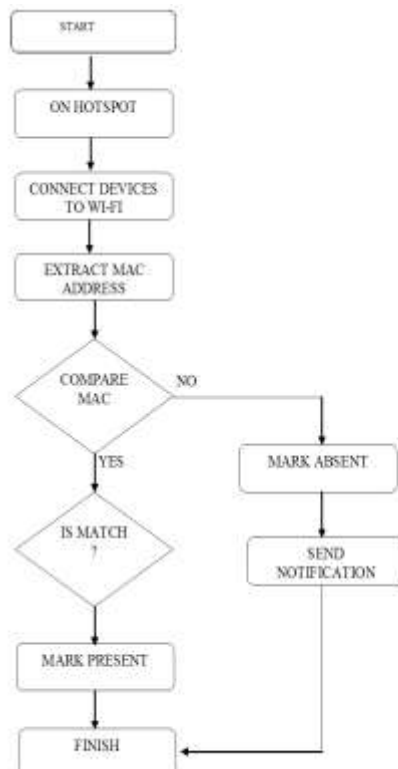 START
ON HOTSPOT
CONNECT DEVICES
TO WI-FI
EXTRACT MAC
ADDRESS
COMPARE
MAC
NO
YES
MARK ABSENT
IS MATCH
?
SEND
NOTIFICATION
MARK PRESENT
FINISH